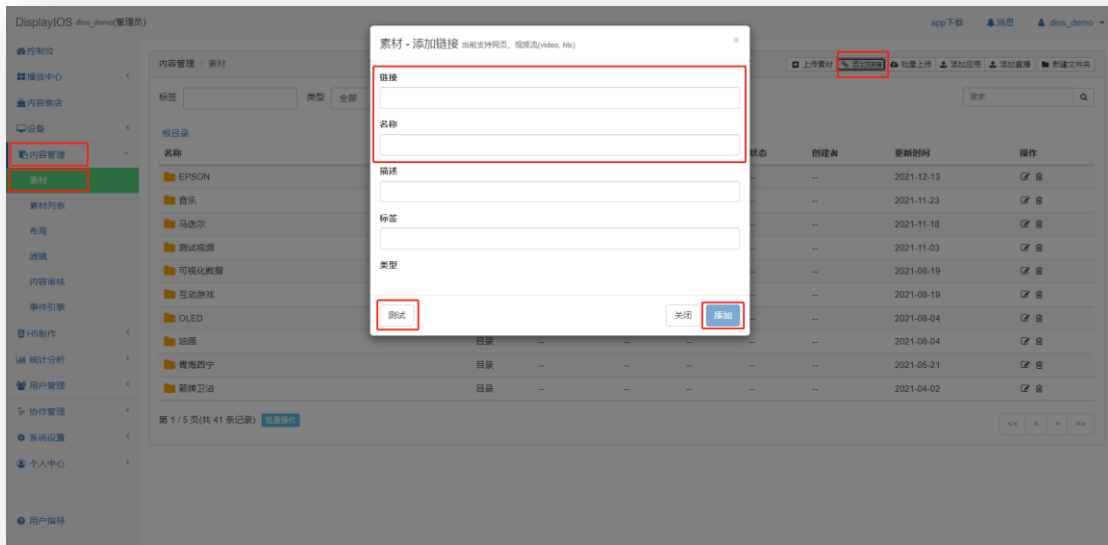 DisplayIOS dios_demo(管理员)
app下载 消息 dios_demo
控制台
播放中心
内容商店
设备
内容管理
素材
素材列表
布局
滤镜
内容审核
事件引擎
H5制作
统计分析
用户管理
协作管理
系统设置
个人中心
用户指导
内容管理 / 素材
上传素材 添加链接 批量上传 添加应用 添加直播 新建文件夹
标签 类型 全部 搜索
根目录
名称 状态 创建者 更新时间 操作
EPSON -- -- 2021-12-13
音乐 -- -- 2021-11-23
马迭尔 -- -- 2021-11-18
测试视频 -- -- 2021-11-03
可视化数据 -- -- 2021-08-19
互动游戏 -- -- 2021-08-19
OLED -- -- 2021-08-04
油画 目录 -- -- -- -- -- 2021-08-04
青海西宁 目录 -- -- -- -- -- 2021-05-21
箭牌卫浴 目录 -- -- -- -- -- 2021-04-02
第 1 / 5 页(共 41 条记录) 批量操作
<< < > >>
素材 - 添加链接 当前支持网页、视频流(video, hls) ×
链接
名称
描述
标签
类型
测试 关闭 添加